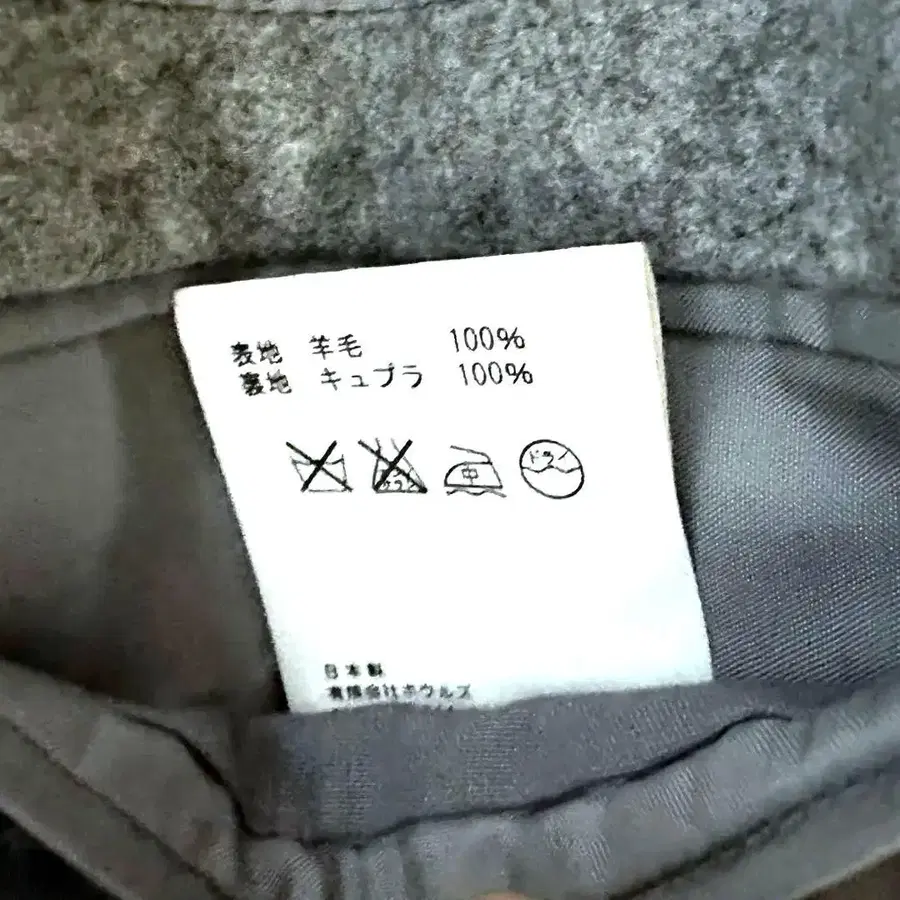 表地 羊毛 100%
裏地 キュプラ 100%
中 ドライ
日本製
有限会社ホウルズ